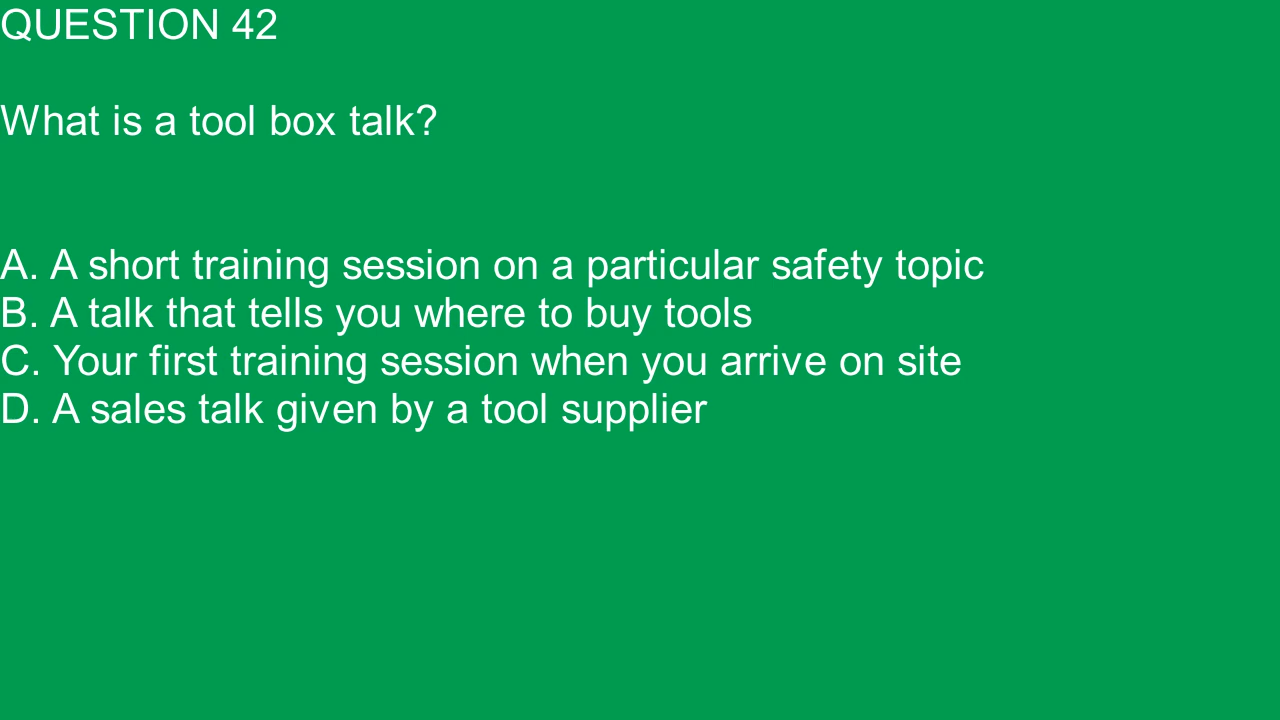 QUESTION 42
What is a tool box talk?
A. A short training session on a particular safety topic
B. A talk that tells you where to buy tools
C. Your first training session when you arrive on site
D. A sales talk given by a tool supplier